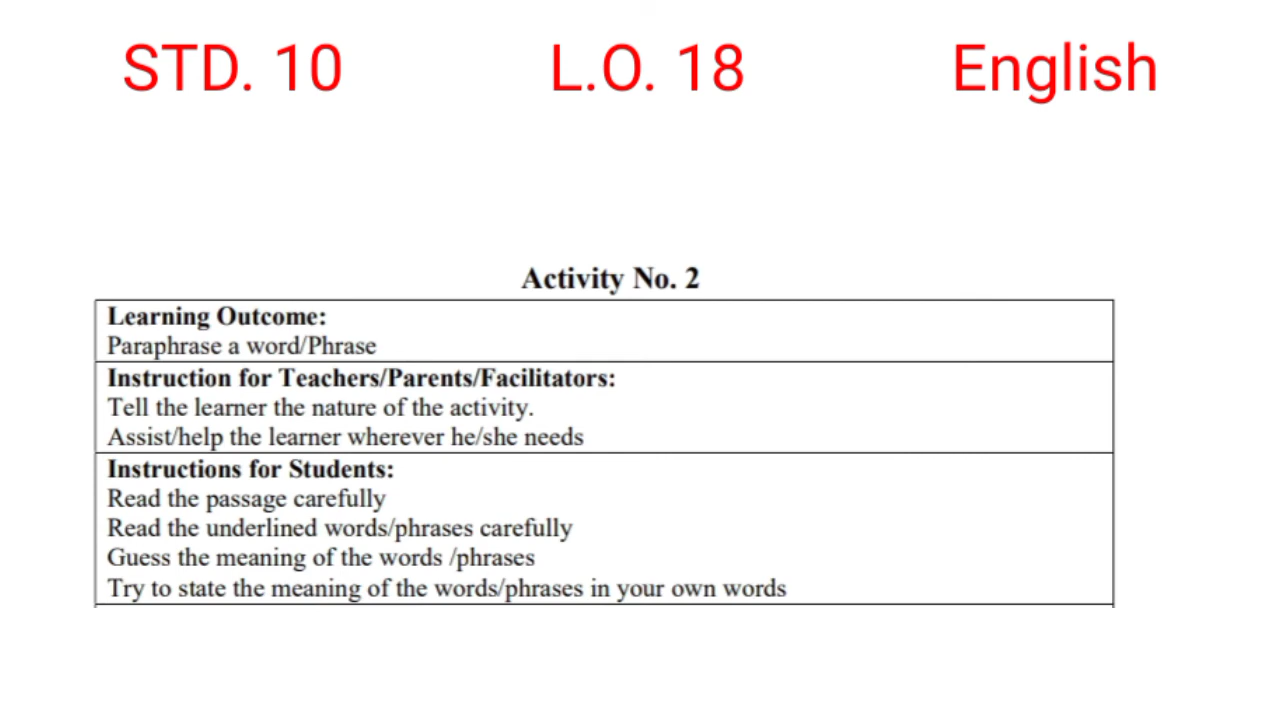 STD. 10 L.O. 18 English
Activity No. 2
Learning Outcome:
Paraphrase a word/Phrase
Instruction for Teachers/Parents/Facilitators:
Tell the learner the nature of the activity.
Assist/help the learner wherever he/she needs
Instructions for Students:
Read the passage carefully
Read the underlined words/phrases carefully
Guess the meaning of the words /phrases
Try to state the meaning of the words/phrases in your own words